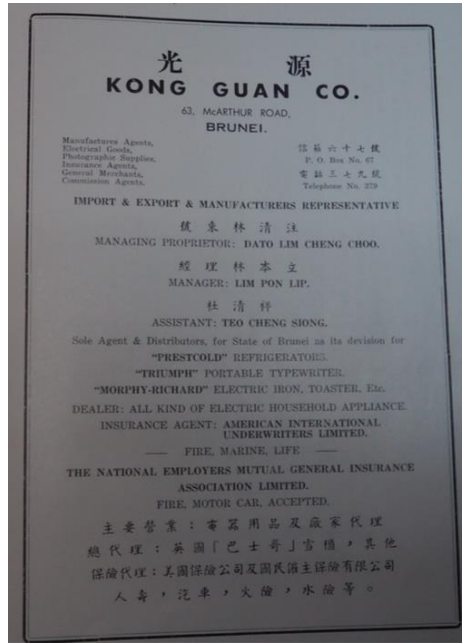 光 源
KONG GUAN CO.
63, McARTHUR ROAD,
BRUNEI.
Manufactures Agents,
Electrical Goods,
Photographic Supplies,
Insurance Agents,
General Merchants,
Commission Agents,
信箱六十七號
P. O. Box No. 67
電話三七九號
Telephone No. 379
IMPORT & EXPORT & MANUFACTURERS REPRESENTATIVE
號東林清注
MANAGING PROPRIETOR: DATO LIM CHENG CHOO.
經理林本立
MANAGER: LIM PON LIP.
杜清祥
ASSISTANT: TEO CHENG SIONG.
Sole Agent & Distributors, for State of Brunei as its devision for
"PRESTCOLD" REFRIGERATORS.
"TRIUMPH" PORTABLE TYPEWRITER.
"MORPHY-RICHARD" ELECTRIC IRON, TOASTER, Etc.
DEALER: ALL KIND OF ELECTRIC HOUSEHOLD APPLIANCE.
INSURANCE AGENT: AMERICAN INTERNATIONAL
UNDERWRITERS LIMITED.
— FIRE, MARINE, LIFE —
THE NATIONAL EMPLOYERS MUTUAL GENERAL INSURANCE
ASSOCIATION LIMITED.
FIRE, MOTOR CAR, ACCEPTED.
主要營業：電器用品及廠家代理
總代理：英國「巴士哥」雪櫃，其他
保險代理：美國保險公司及國民僱主保險有限公司
人壽，汽車，火險，水險等。